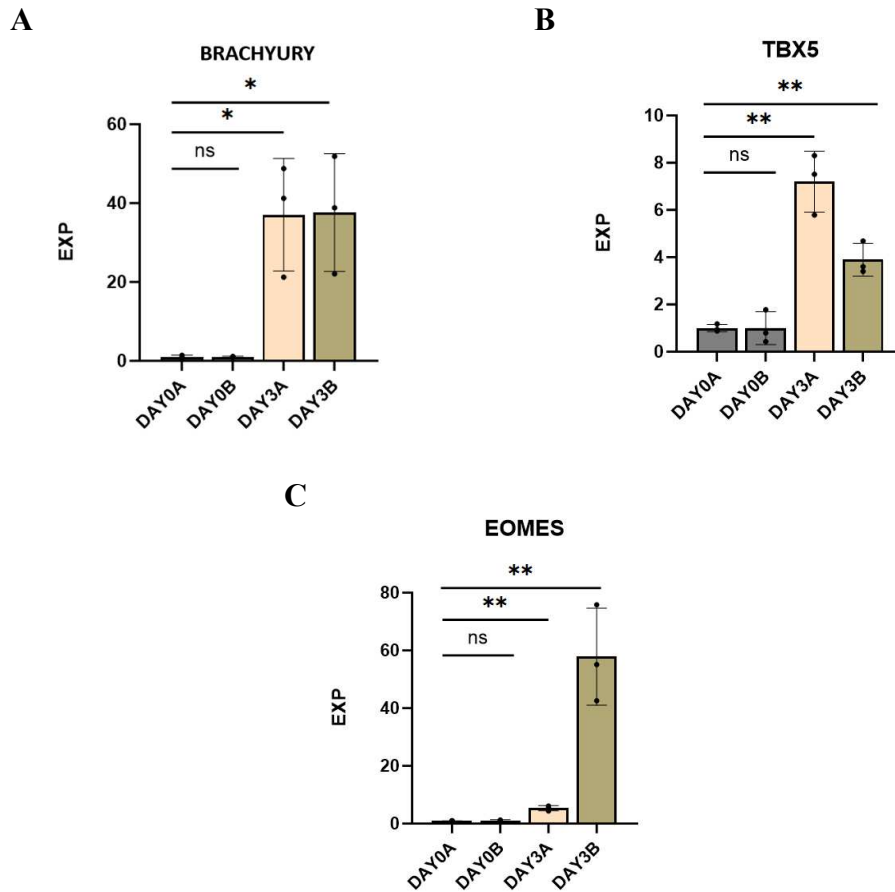 A
BRACHYURY
*
*
ns
60
40
20
0
EXP
DAY0A
DAY0B
DAY3A
DAY3B
B
TBX5
**
**
ns
10
8
6
4
2
0
EXP
DAY0A
DAY0B
DAY3A
DAY3B
C
EOMES
**
**
ns
80
60
40
20
0
EXP
DAY0A
DAY0B
DAY3A
DAY3B